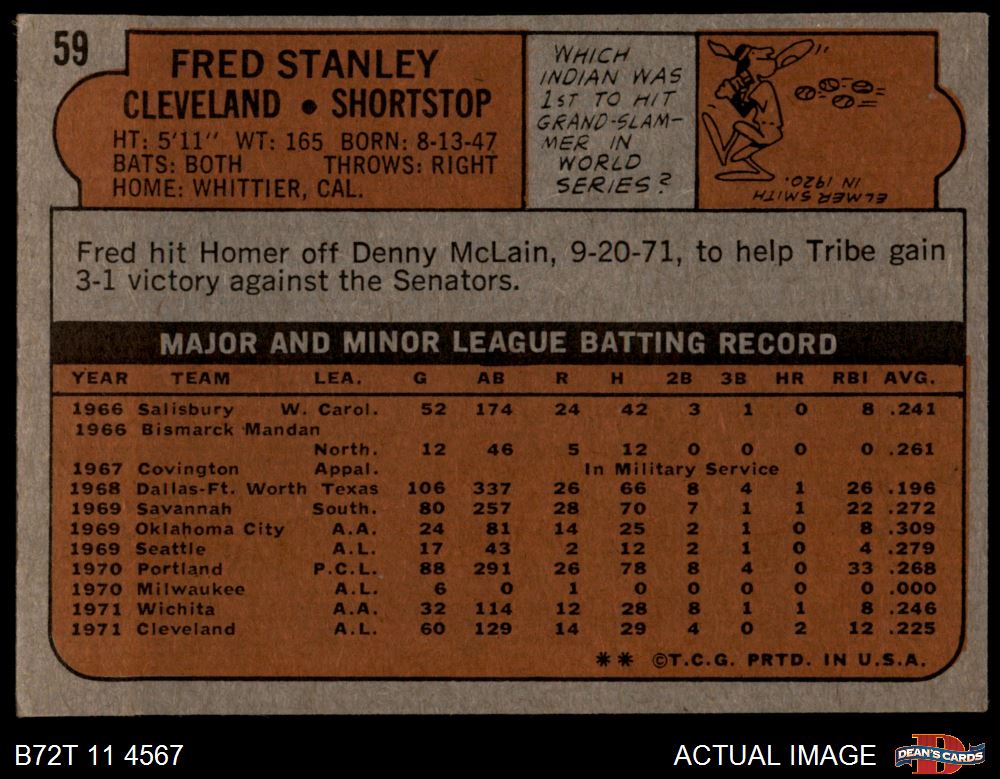 59
FRED STANLEY
CLEVELAND • SHORTSTOP
HT: 5'11" WT: 165 BORN: 8-13-47
BATS: BOTH THROWS: RIGHT
HOME: WHITTIER, CAL.
WHICH
INDIAN WAS
1ST TO HIT
GRAND-SLAM-
MER IN
WORLD
SERIES?
ELMER SMITH
IN 1920.
Fred hit Homer off Denny McLain, 9-20-71, to help Tribe gain
3-1 victory against the Senators.
MAJOR AND MINOR LEAGUE BATTING RECORD
YEAR TEAM LEA. G AB R H 2B 3B HR RBI AVG.
1966 Salisbury W. Carol. 52 174 24 42 3 1 0 8 .241
1966 Bismarck Mandan
North. 12 46 5 12 0 0 0 0 .261
1967 Covington Appal. In Military Service
1968 Dallas-Ft. Worth Texas 106 337 26 66 8 4 1 26 .196
1969 Savannah South. 80 257 28 70 7 1 1 22 .272
1969 Oklahoma City A.A. 24 81 14 25 2 1 0 8 .309
1969 Seattle A.L. 17 43 2 12 2 1 0 4 .279
1970 Portland P.C.L. 88 291 26 78 8 4 0 33 .268
1970 Milwaukee A.L. 6 0 1 0 0 0 0 0 .000
1971 Wichita A.A. 32 114 12 28 8 1 1 8 .246
1971 Cleveland A.L. 60 129 14 29 4 0 2 12 .225
** ©T.C.G. PRTD. IN U.S.A.
B72T 11 4567
ACTUAL IMAGE
DEAN'S CARDS